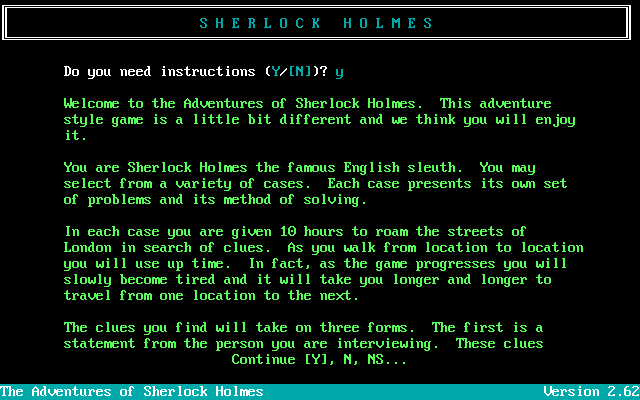 S H E R L O C K   H O L M E S
Do you need instructions (Y/[N])? y
Welcome to the Adventures of Sherlock Holmes.  This adventure
style game is a little bit different and we think you will enjoy
it.
You are Sherlock Holmes the famous English sleuth.  You may
select from a variety of cases.  Each case presents its own set
of problems and its method of solving.
In each case you are given 10 hours to roam the streets of
London in search of clues.  As you walk from location to location
you will use up time.  In fact, as the game progresses you will
slowly become tired and it will take you longer and longer to
travel from one location to the next.
The clues you find will take on three forms.  The first is a
statement from the person you are interviewing.  These clues
Continue [Y], N, NS...
The Adventures of Sherlock Holmes Version 2.62